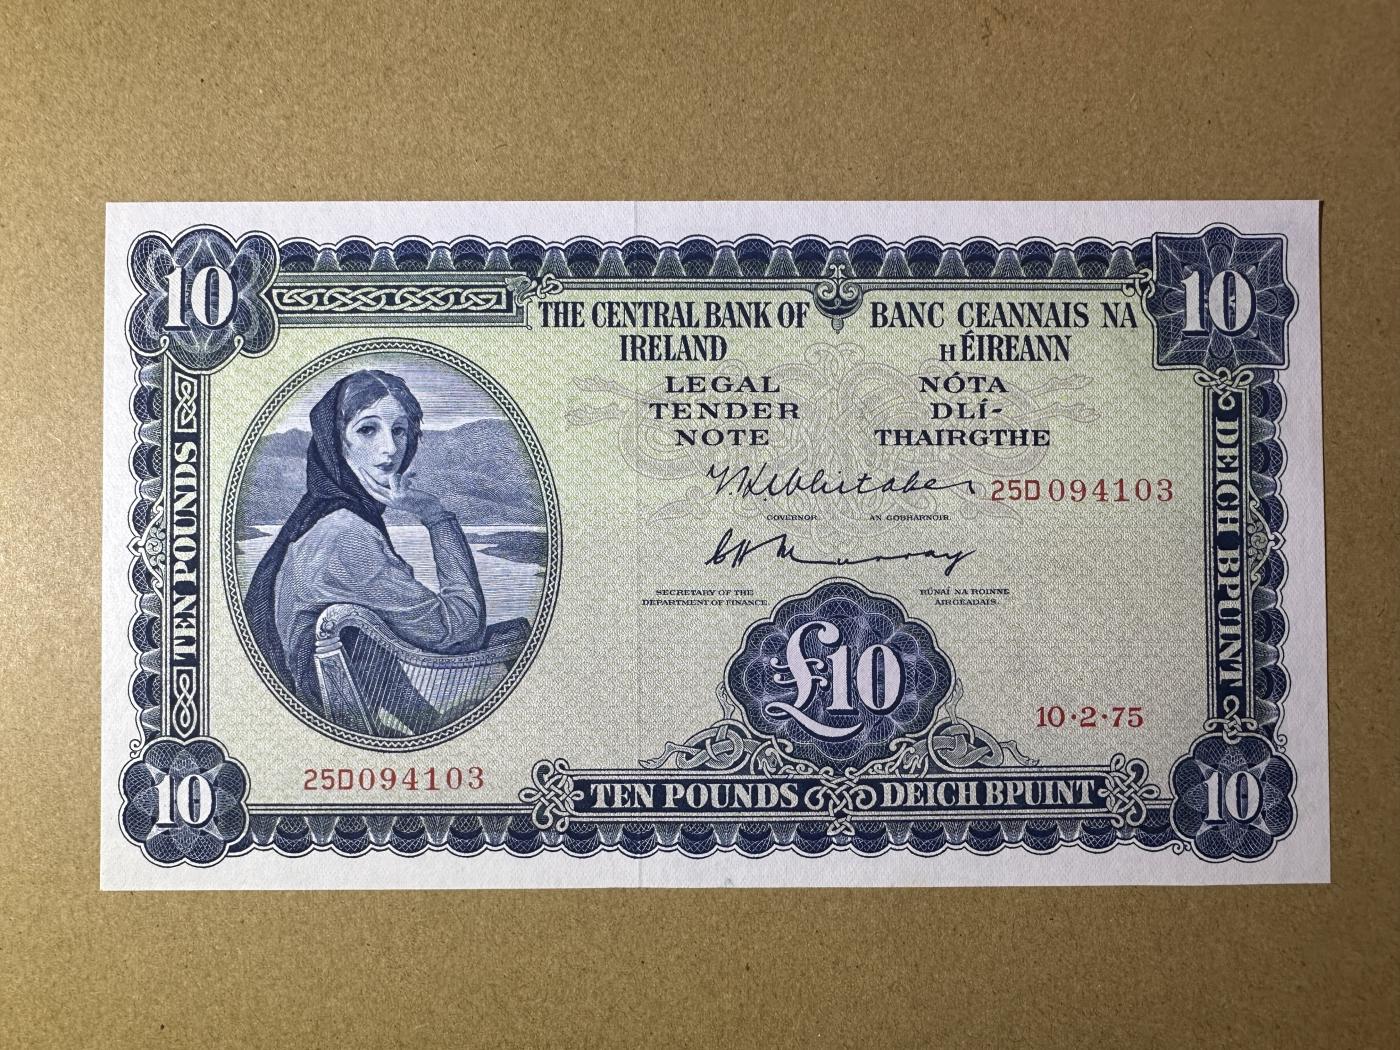 10
10
THE CENTRAL BANK OF
IRELAND
BANC CEANNAIS NA
hÉIREANN
LEGAL
TENDER
NOTE
NÓTA
DLÍ-
THAIRGTHE
T.K. Whitaker
25D094103
GOVERNOR.
AN GOBHARNÓIR.
C H Murray
SECRETARY OF THE
DEPARTMENT OF FINANCE.
RÚNAÍ NA ROINNE
AIRGEADAIS.
TEN POUNDS
DEICH BPUINT
£10
10·2·75
25D094103
10
TEN POUNDS
DEICH BPUINT
10